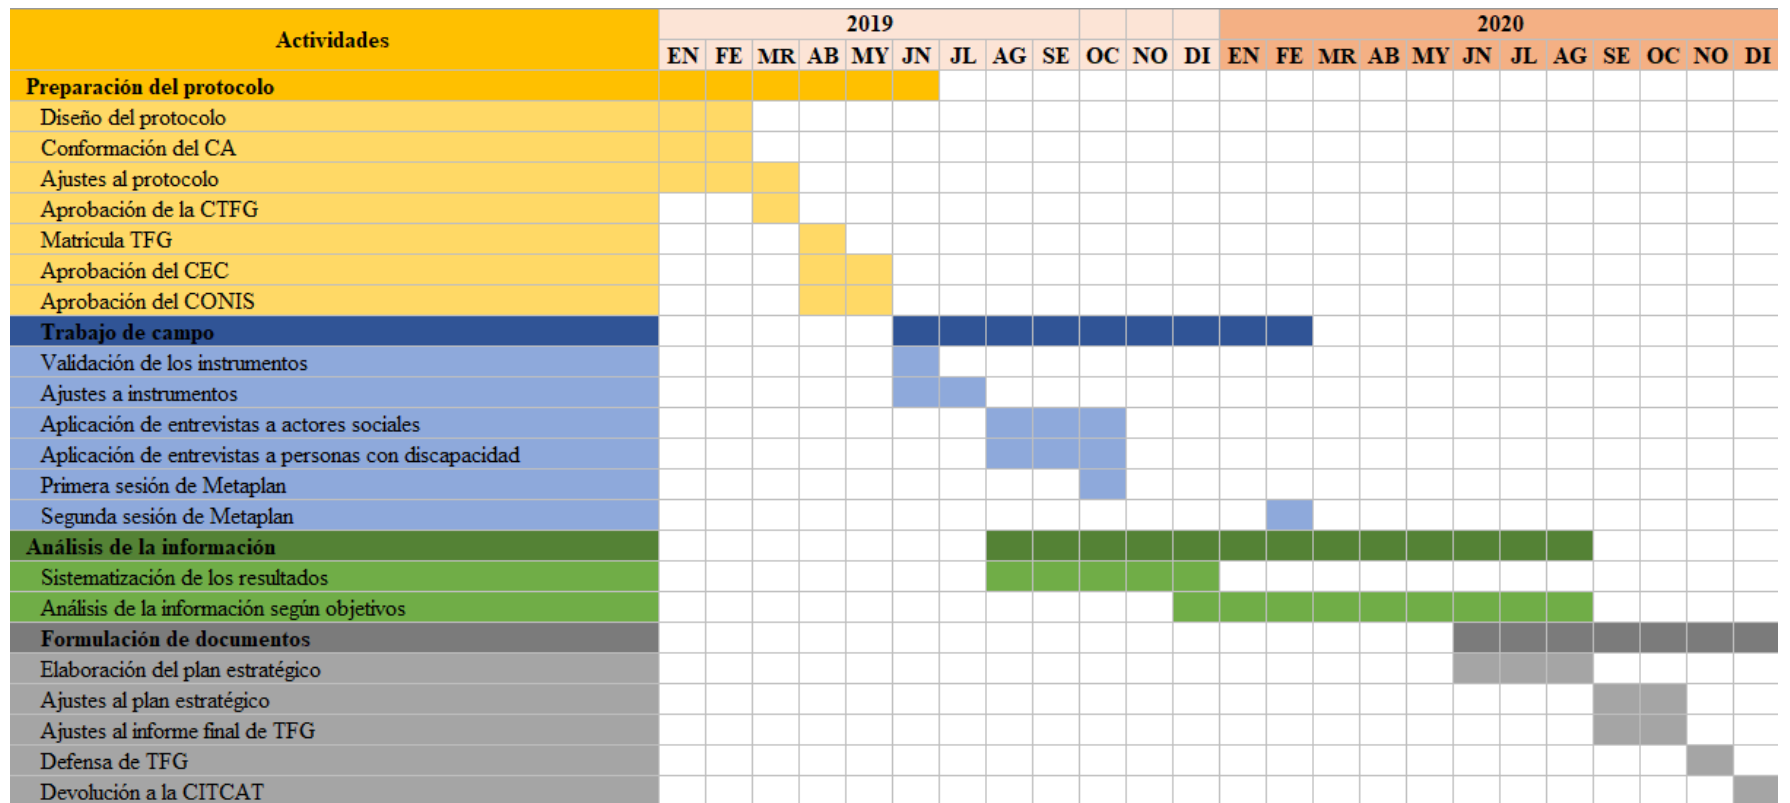 Actividades
2019 2020
EN FE MR AB MY JN JL AG SE OC NO DI EN FE MR AB MY JN JL AG SE OC NO DI
Preparación del protocolo
Diseño del protocolo
Conformación del CA
Ajustes al protocolo
Aprobación de la CTFG
Matrícula TFG
Aprobación del CEC
Aprobación del CONIS
Trabajo de campo
Validación de los instrumentos
Ajustes a instrumentos
Aplicación de entrevistas a actores sociales
Aplicación de entrevistas a personas con discapacidad
Primera sesión de Metaplan
Segunda sesión de Metaplan
Análisis de la información
Sistematización de los resultados
Análisis de la información según objetivos
Formulación de documentos
Elaboración del plan estratégico
Ajustes al plan estratégico
Ajustes al informe final de TFG
Defensa de TFG
Devolución a la CITCAT